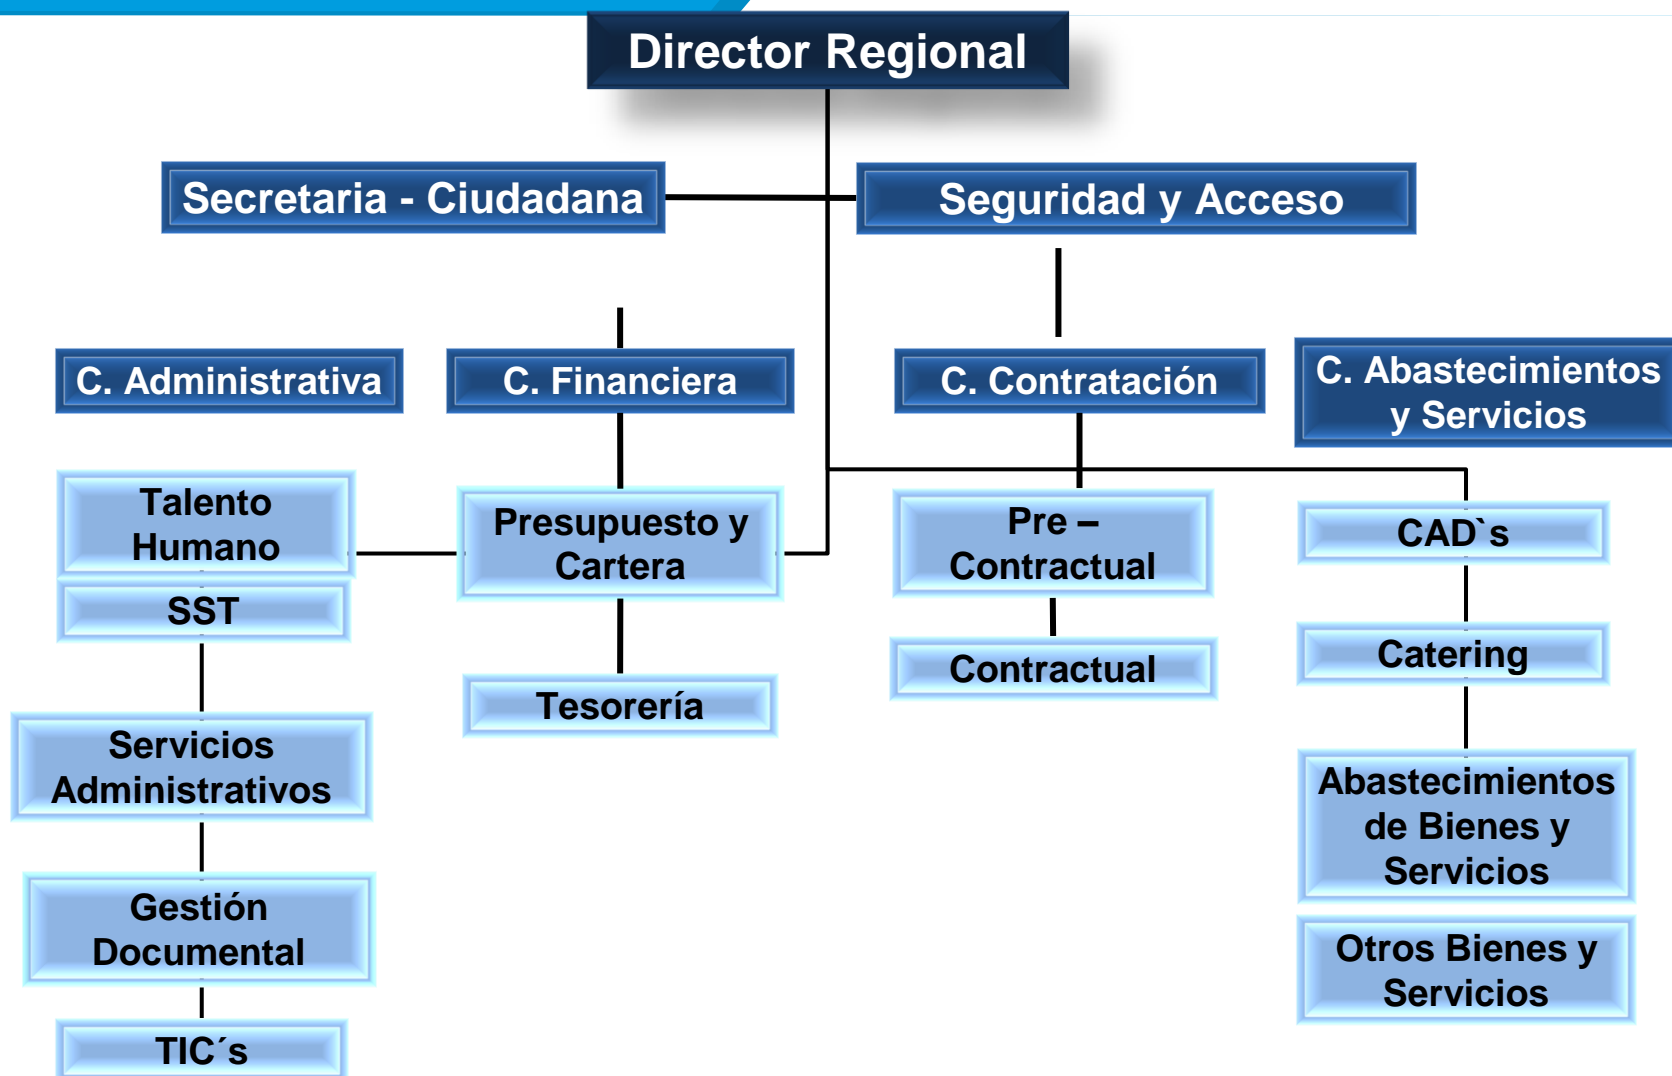 Director Regional
Secretaria - Ciudadana
Seguridad y Acceso
C. Administrativa
C. Financiera
C. Contratación
C. Abastecimientos
y Servicios
Talento
Humano
SST
Servicios
Administrativos
Gestión
Documental
TIC´s
Presupuesto y
Cartera
Tesorería
Pre –
Contractual
Contractual
CAD`s
Catering
Abastecimientos
de Bienes y
Servicios
Otros Bienes y
Servicios